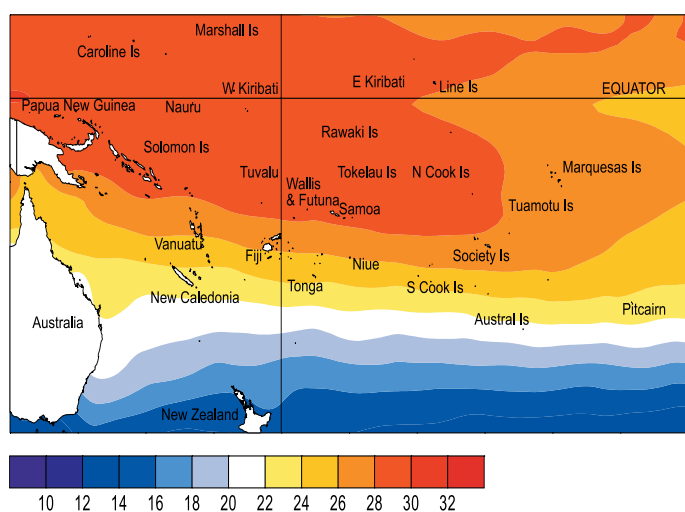 Marshall Is
Caroline Is
W Kiribati
E Kiribati
Line Is
EQUATOR
Papua New Guinea
Nauru
Rawaki Is
Solomon Is
Tuvalu
Tokelau Is
N Cook Is
Marquesas Is
Wallis
& Futuna
Samoa
Tuamotu Is
Vanuatu
Fiji
Niue
Society Is
New Caledonia
Tonga
S Cook Is
Pitcairn
Australia
Austral Is
New Zealand
10 12 14 16 18 20 22 24 26 28 30 32